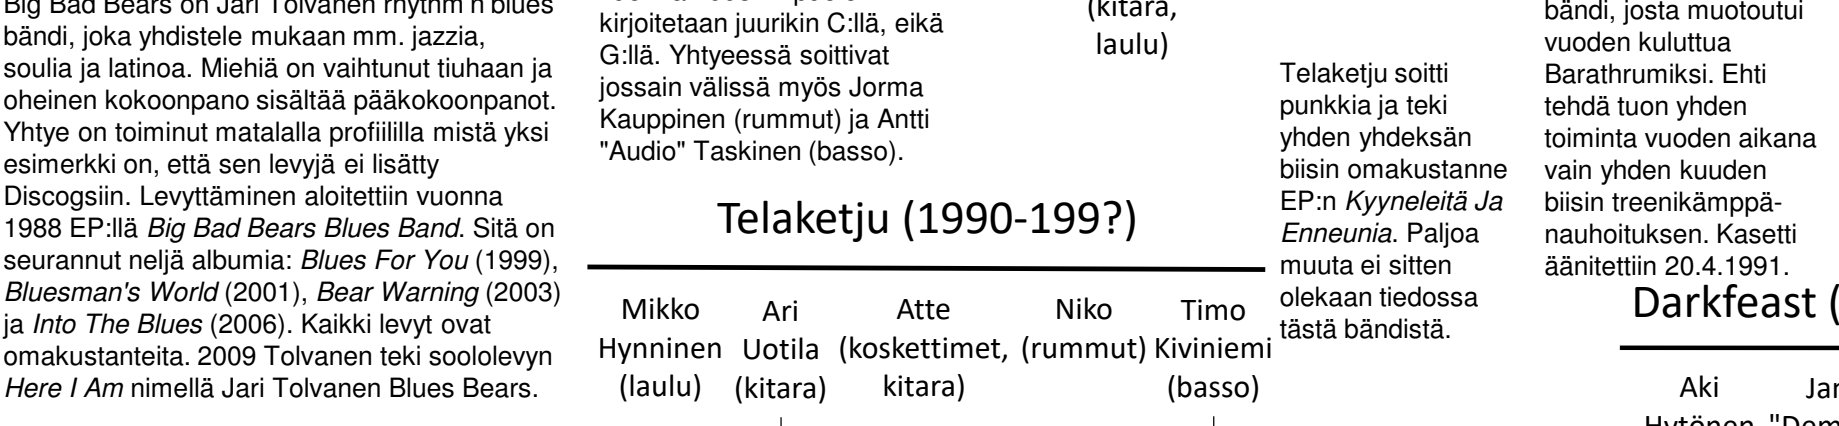 Big Bad Bears on Jari Tolvanen rhythm'n'blues
bändi, joka yhdistele mukaan mm. jazzia,
soulia ja latinoa. Miehiä on vaihtunut tiuhaan ja
oheinen kokoonpano sisältää pääkokoonpanot.
Yhtye on toiminut matalalla profiililla mistä yksi
esimerkki on, että sen levyjä ei lisätty
Discogsiin. Levyttäminen aloitettiin vuonna
1988 EP:llä Big Bad Bears Blues Band. Sitä on
seurannut neljä albumia: Blues For You (1999),
Bluesman's World (2001), Bear Warning (2003)
ja Into The Blues (2006). Kaikki levyt ovat
omakustanteita. 2009 Tolvanen teki soololevyn
Here I Am nimellä Jari Tolvanen Blues Bears.
kirjoitetaan juurikin C:llä, eikä
G:llä. Yhtyeessä soittivat
jossain välissä myös Jorma
Kauppinen (rummut) ja Antti
"Audio" Taskinen (basso).
(kitara,
laulu)
Telaketju (1990-199?)
Mikko
Hynninen
(laulu)
Ari
Uotila
(kitara)
Atte
(koskettimet,
kitara)
Niko
(rummut)
Timo
Kiviniemi
(basso)
Telaketju soitti
punkkia ja teki
yhden yhdeksän
biisin omakustanne
EP:n Kyyneleitä Ja
Enneunia. Paljoa
muuta ei sitten
olekaan tiedossa
tästä bändistä.
bändi, josta muotoutui
vuoden kuluttua
Barathrumiksi. Ehti
tehdä tuon yhden
toiminta vuoden aikana
vain yhden kuuden
biisin treenikämppä-
nauhoituksen. Kasetti
äänitettiin 20.4.1991.
Darkfeast (
Aki
Hytönen
Jar
"Dem